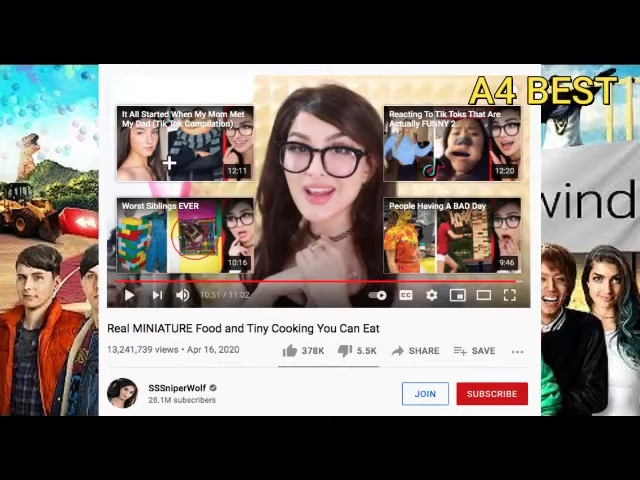 A4 BEST
It All Started When My Mom Met
My Dad (Tik Tok Compilation)
12:11
Reacting To Tik Toks That Are
Actually FUNNY 2
12:20
Worst Siblings EVER
10:16
People Having A BAD Day
9:46
10:51 / 11:02
CC
wind
Real MINIATURE Food and Tiny Cooking You Can Eat
13,241,739 views • Apr 16, 2020
378K
5.5K
SHARE
SAVE
SSSniperWolf
28.1M subscribers
JOIN
SUBSCRIBE